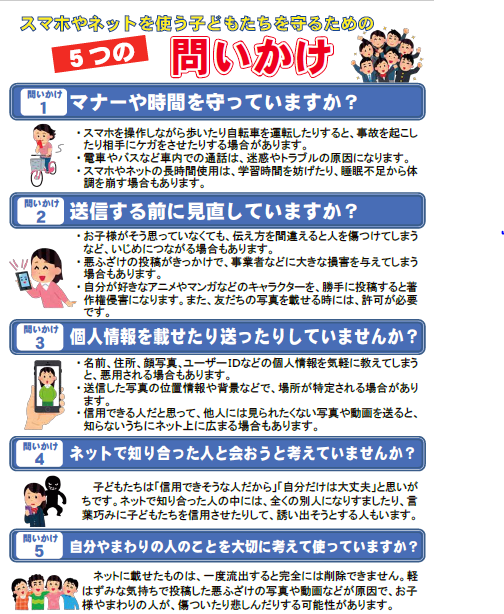 スマホやネットを使う子どもたちを守るための
5つの 問いかけ
問いかけ
1
マナーや時間を守っていますか？
・スマホを操作しながら歩いたり自転車を運転したりすると、事故を起こし
たり相手にケガをさせたりする場合があります。
・電車やバスなど車内での通話は、迷惑やトラブルの原因になります。
・スマホやネットの長時間使用は、学習時間を妨げたり、睡眠不足から体
調を崩す場合もあります。
問いかけ
2
送信する前に見直していますか？
・お子様がそう思っていなくても、伝え方を間違えると人を傷つけてしまう
など、いじめにつながる場合もあります。
・悪ふざけの投稿がきっかけで、事業者などに大きな損害を与えてしまう
場合もあります。
・自分が好きなアニメやマンガなどのキャラクターを、勝手に投稿すると著
作権侵害になります。また、友だちの写真を載せる時には、許可が必要
です。
問いかけ
3
個人情報を載せたり送ったりしていませんか？
・名前、住所、顔写真、ユーザーIDなどの個人情報を気軽に教えてしまう
と、悪用される場合もあります。
・送信した写真の位置情報や背景などで、場所が特定される場合があり
ます。
・信用できる人だと思って、他人には見られたくない写真や動画を送ると、
知らないうちにネット上に広まる場合もあります。
問いかけ
4
ネットで知り合った人と会おうと考えていませんか？
子どもたちは「信用できそうな人だから」「自分だけは大丈夫」と思いが
ちです。ネットで知り合った人の中には、全くの別人になりすましたり、言
葉巧みに子どもたちを信用させたりして、誘い出そうとする人もいます。
問いかけ
5
自分やまわりの人のことを大切に考えて使っていますか？
ネットに載せたものは、一度流出すると完全には削除できません。軽
はずみな気持ちで投稿した悪ふざけの写真や動画などが原因で、お子
様やまわりの人が、傷ついたり悲しんだりする可能性があります。